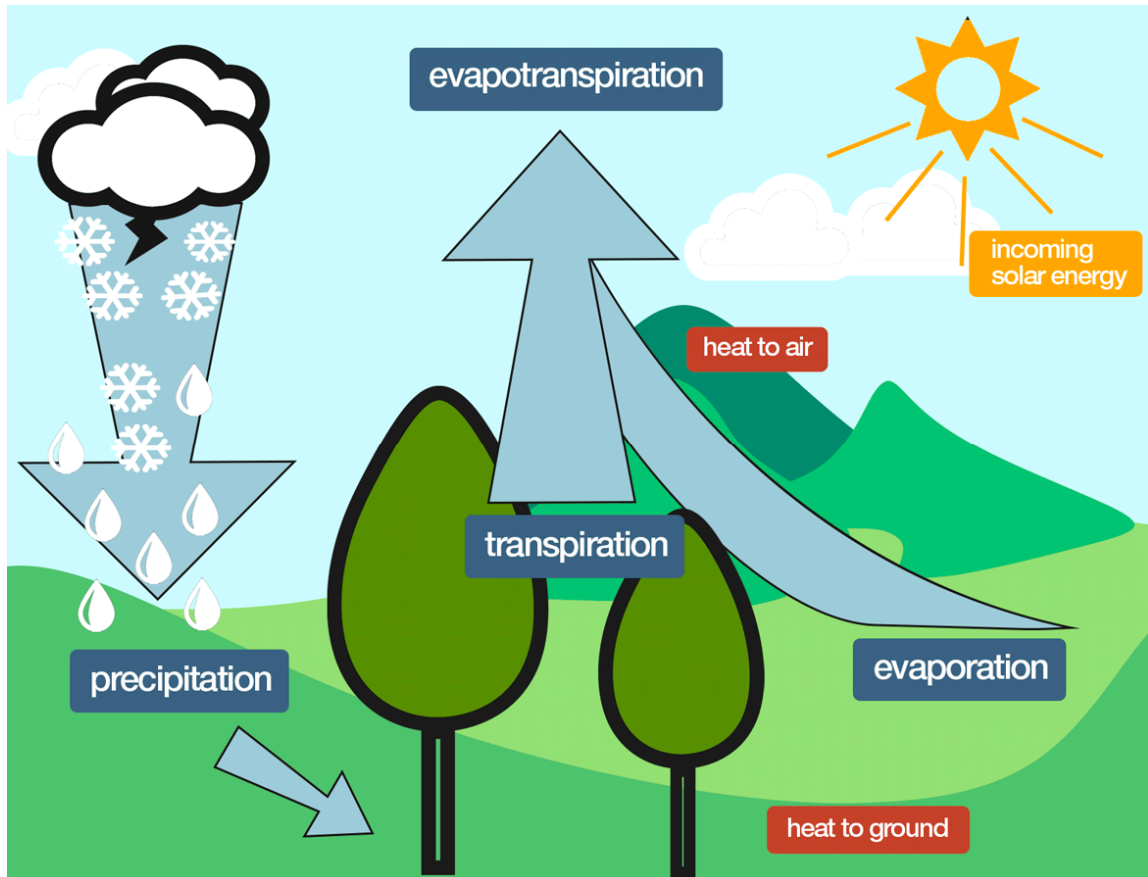 evapotranspiration
incoming
solar energy
heat to air
transpiration
evaporation
precipitation
heat to ground